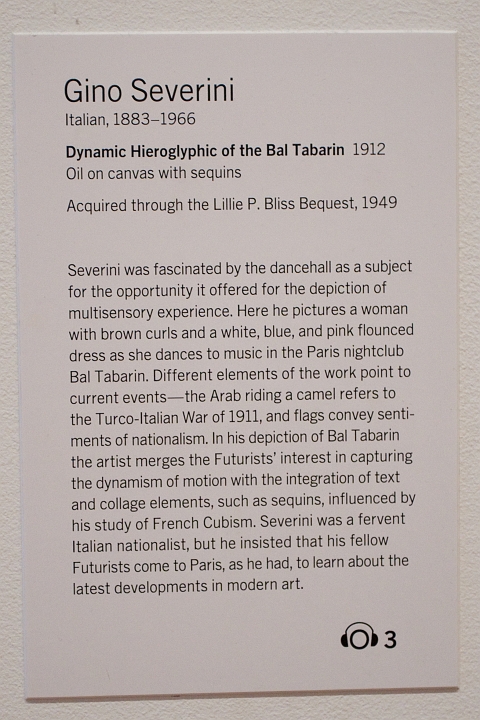 Gino Severini
Italian, 1883–1966
Dynamic Hieroglyphic of the Bal Tabarin 1912
Oil on canvas with sequins
Acquired through the Lillie P. Bliss Bequest, 1949
Severini was fascinated by the dancehall as a subject
for the opportunity it offered for the depiction of
multisensory experience. Here he pictures a woman
with brown curls and a white, blue, and pink flounced
dress as she dances to music in the Paris nightclub
Bal Tabarin. Different elements of the work point to
current events—the Arab riding a camel refers to
the Turco-Italian War of 1911, and flags convey senti-
ments of nationalism. In his depiction of Bal Tabarin
the artist merges the Futurists’ interest in capturing
the dynamism of motion with the integration of text
and collage elements, such as sequins, influenced by
his study of French Cubism. Severini was a fervent
Italian nationalist, but he insisted that his fellow
Futurists come to Paris, as he had, to learn about the
latest developments in modern art.
3